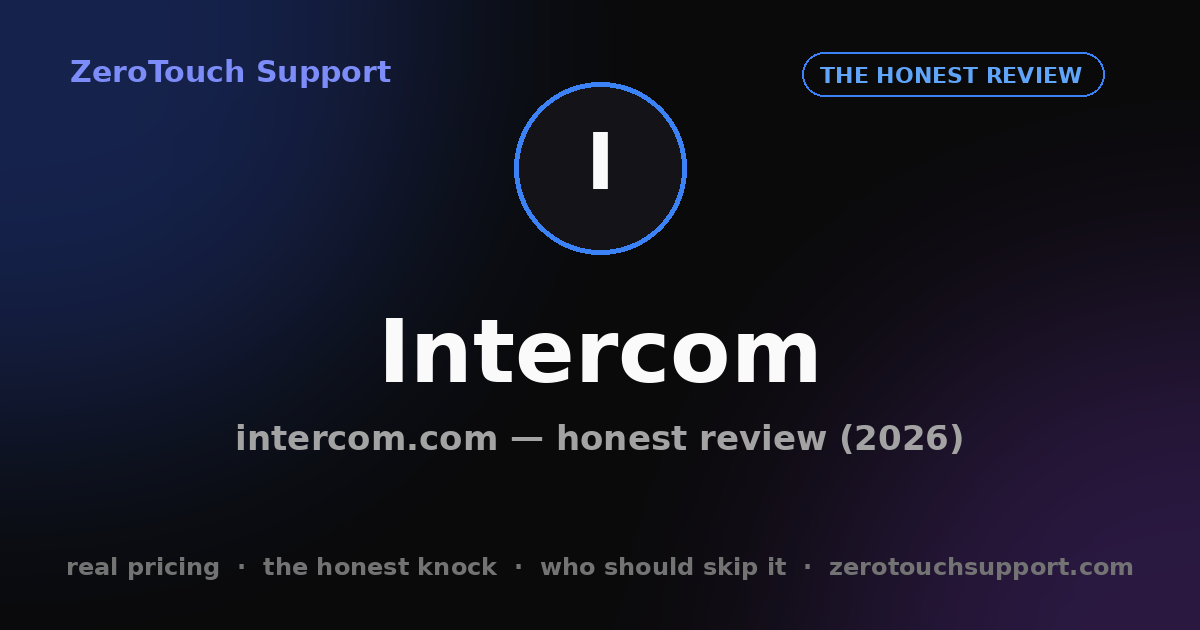 ZeroTouch Support
THE HONEST REVIEW
I
Intercom
intercom.com — honest review (2026)
real pricing · the honest knock · who should skip it · zerotouchsupport.com